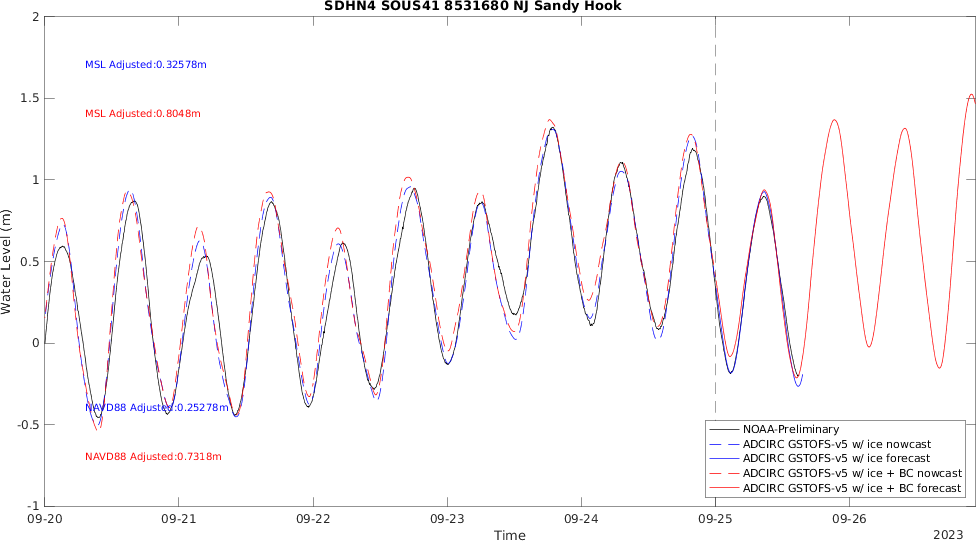 SDHN4 SOUS41 8531680 NJ Sandy Hook
2
1.5
1
0.5
0
-0.5
-1
Water Level (m)
MSL Adjusted:0.32578m
MSL Adjusted:0.8048m
NAVD88 Adjusted:0.25278m
NAVD88 Adjusted:0.7318m
NOAA-Preliminary
ADCIRC GSTOFS-v5 w/ ice nowcast
ADCIRC GSTOFS-v5 w/ ice forecast
ADCIRC GSTOFS-v5 w/ ice + BC nowcast
ADCIRC GSTOFS-v5 w/ ice + BC forecast
09-20 09-21 09-22 09-23 09-24 09-25 09-26
Time
2023